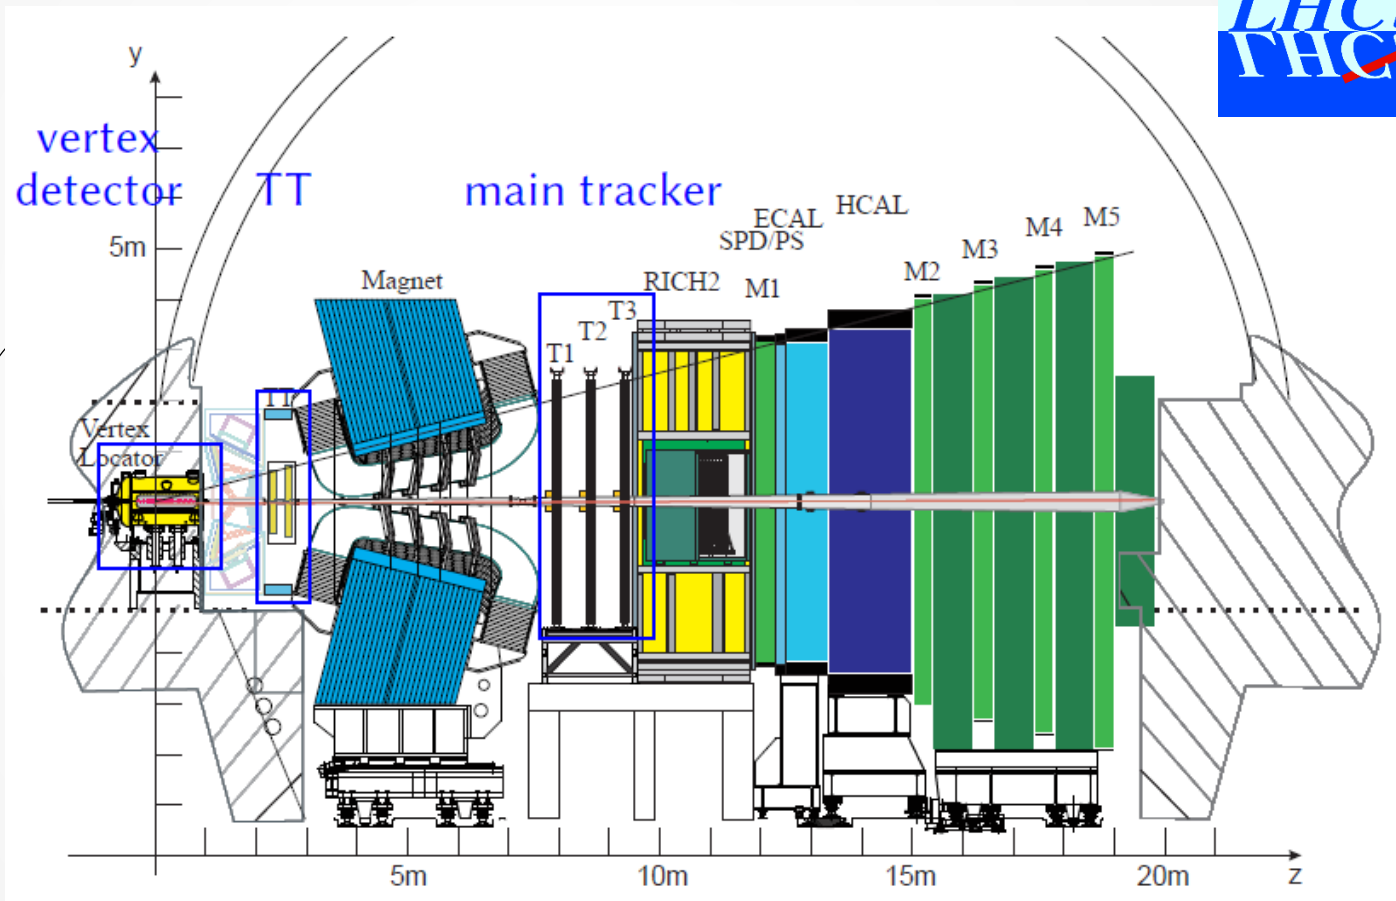 y
vertex
detector
TT
main tracker
ECAL
HCAL
SPD/PS
M5
M4
M3
5m
Magnet
RICH2
M1
M2
T3
T2
T1
TT
Vertex
Locator
5m
10m
15m
20m
z